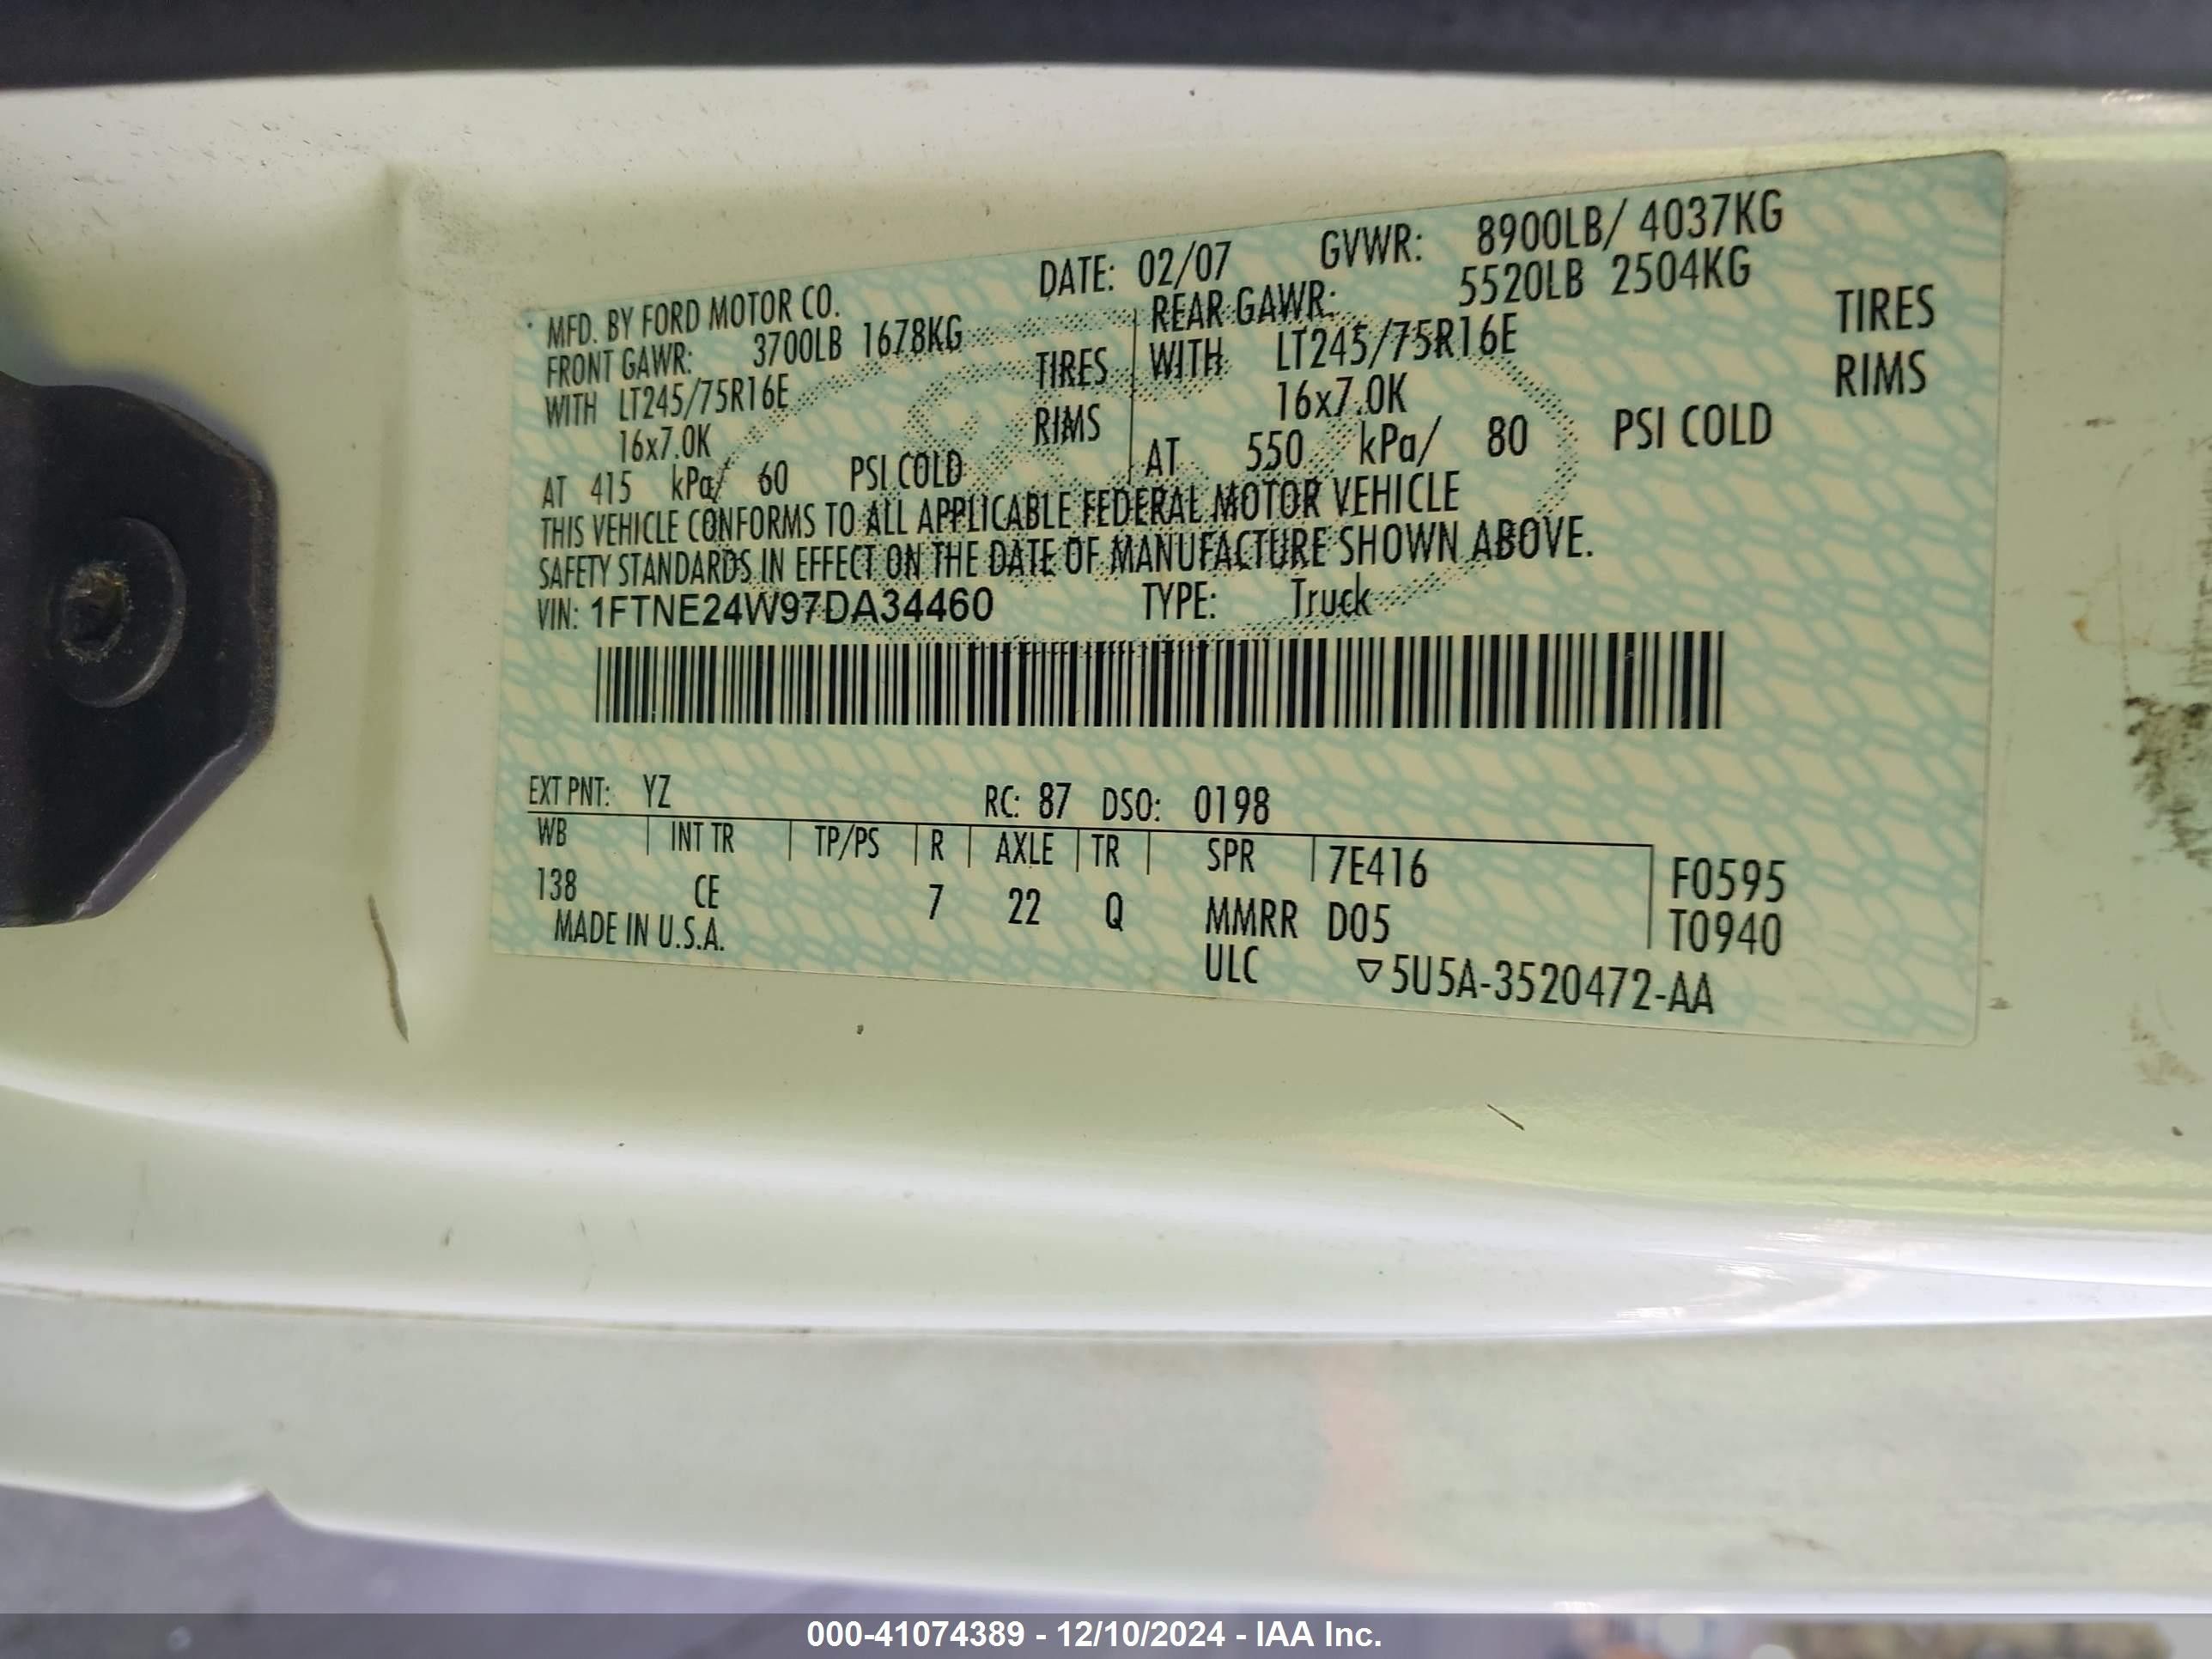 MFD. BY FORD MOTOR CO. DATE: 02/07 GVWR: 8900LB/ 4037KG
FRONT GAWR: 3700LB 1678KG REAR GAWR: 5520LB 2504KG
WITH LT245/75R16E TIRES WITH LT245/75R16E TIRES
16x7.0K RIMS 16x7.0K RIMS
AT 415 kPa/ 60 PSI COLD AT 550 kPa/ 80 PSI COLD
THIS VEHICLE CONFORMS TO ALL APPLICABLE FEDERAL MOTOR VEHICLE
SAFETY STANDARDS IN EFFECT ON THE DATE OF MANUFACTURE SHOWN ABOVE.
VIN: 1FTNE24W97DA34460 TYPE: Truck
EXT PNT: YZ RC: 87 DSO: 0198
WB INT TR TP/PS R AXLE TR SPR 7E416 F0595
138 CE 7 22 Q MMRR D05 T0940
MADE IN U.S.A. ULC ▽5U5A-3520472-AA
000-41074389 - 12/10/2024 - IAA Inc.